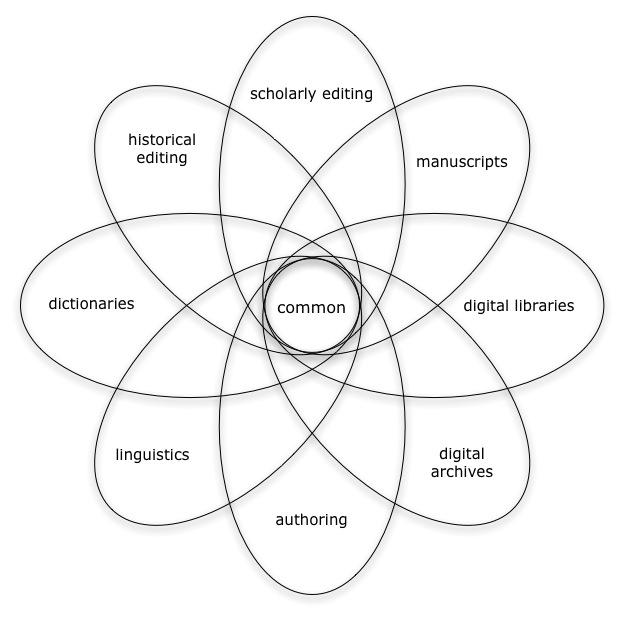 scholarly editing
historical
editing
manuscripts
dictionaries
common
digital libraries
linguistics
digital
archives
authoring